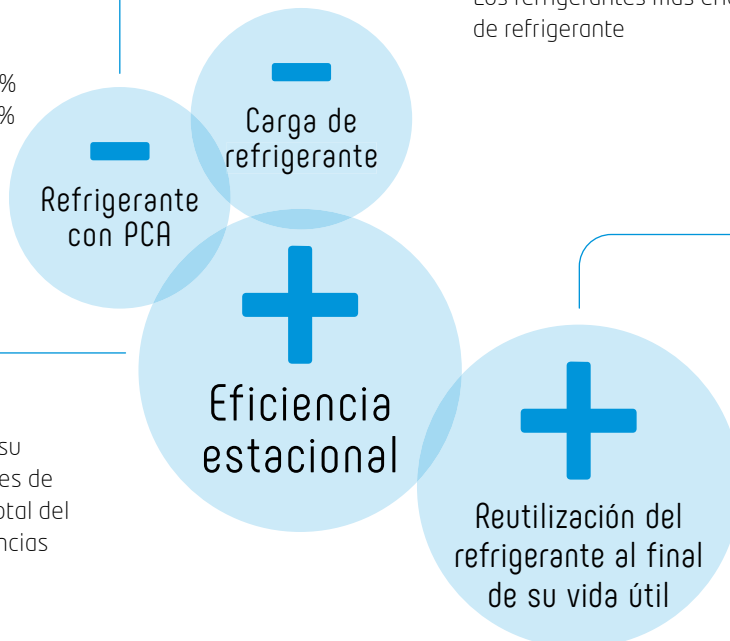 de refrigerante
%
%
Carga de
refrigerante
Refrigerante
con PCA
Eficiencia
estacional
su
es de
otal del
ncias
Reutilización del
refrigerante al final
de su vida útil